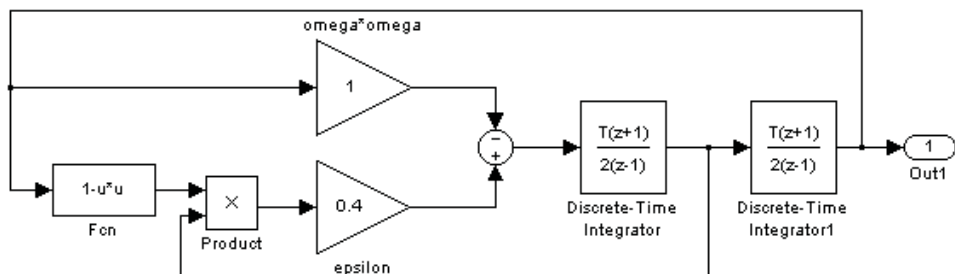 omega*omega
1
−
+
T(z+1)
2(z-1)
Discrete-Time
Integrator
T(z+1)
2(z-1)
Discrete-Time
Integrator1
1
Out1
1-u*u
Fcn
×
Product
0.4
epsilon